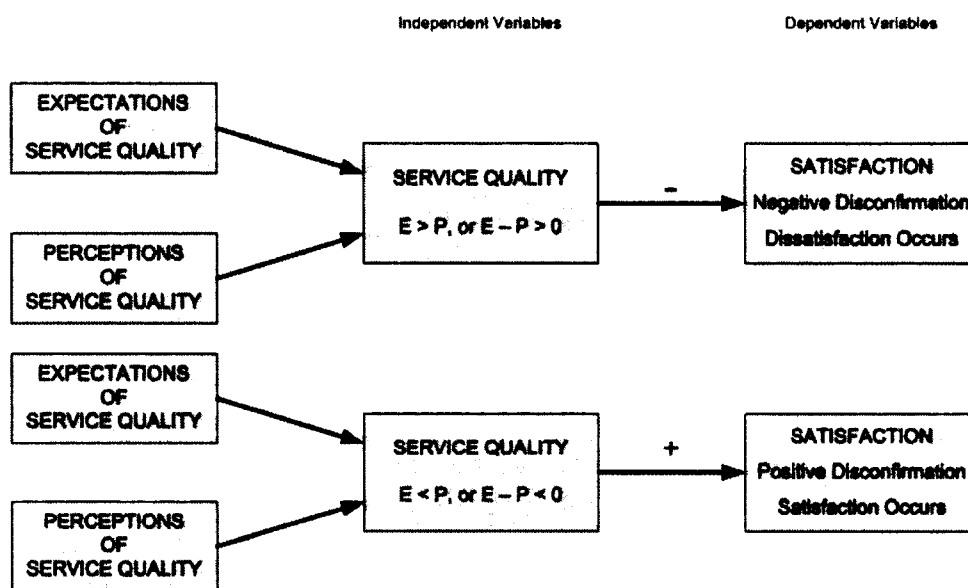 Independent Variables
Dependent Variables
EXPECTATIONS
OF
SERVICE QUALITY
PERCEPTIONS
OF
SERVICE QUALITY
SERVICE QUALITY
E > P, or E – P > 0
–
SATISFACTION
Negative Disconfirmation
Dissatisfaction Occurs
EXPECTATIONS
OF
SERVICE QUALITY
PERCEPTIONS
OF
SERVICE QUALITY
SERVICE QUALITY
E < P, or E – P < 0
+
SATISFACTION
Positive Disconfirmation
Satisfaction Occurs